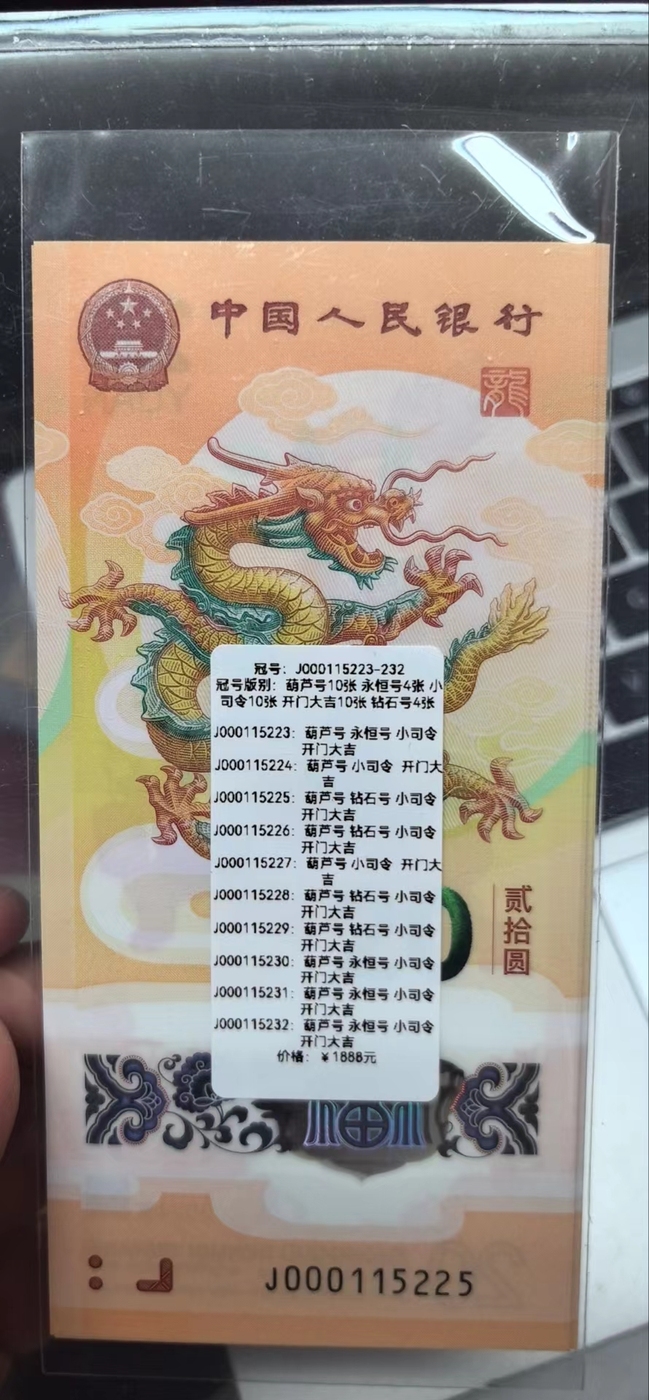 中国人民银行
龍
冠号：J000115223-232
冠号版别：葫芦号10张 永恒号4张 小
司令10张 开门大吉10张 钻石号4张
J000115223：葫芦号 永恒号 小司令
开门大吉
J000115224：葫芦号 小司令 开门大
吉
J000115225：葫芦号 钻石号 小司令
开门大吉
J000115226：葫芦号 钻石号 小司令
开门大吉
J000115227：葫芦号 小司令 开门大
吉
J000115228：葫芦号 钻石号 小司令
开门大吉
J000115229：葫芦号 钻石号 小司令
开门大吉
J000115230：葫芦号 永恒号 小司令
开门大吉
J000115231：葫芦号 永恒号 小司令
开门大吉
J000115232：葫芦号 永恒号 小司令
开门大吉
价格：￥1888元
贰拾圆
J000115225